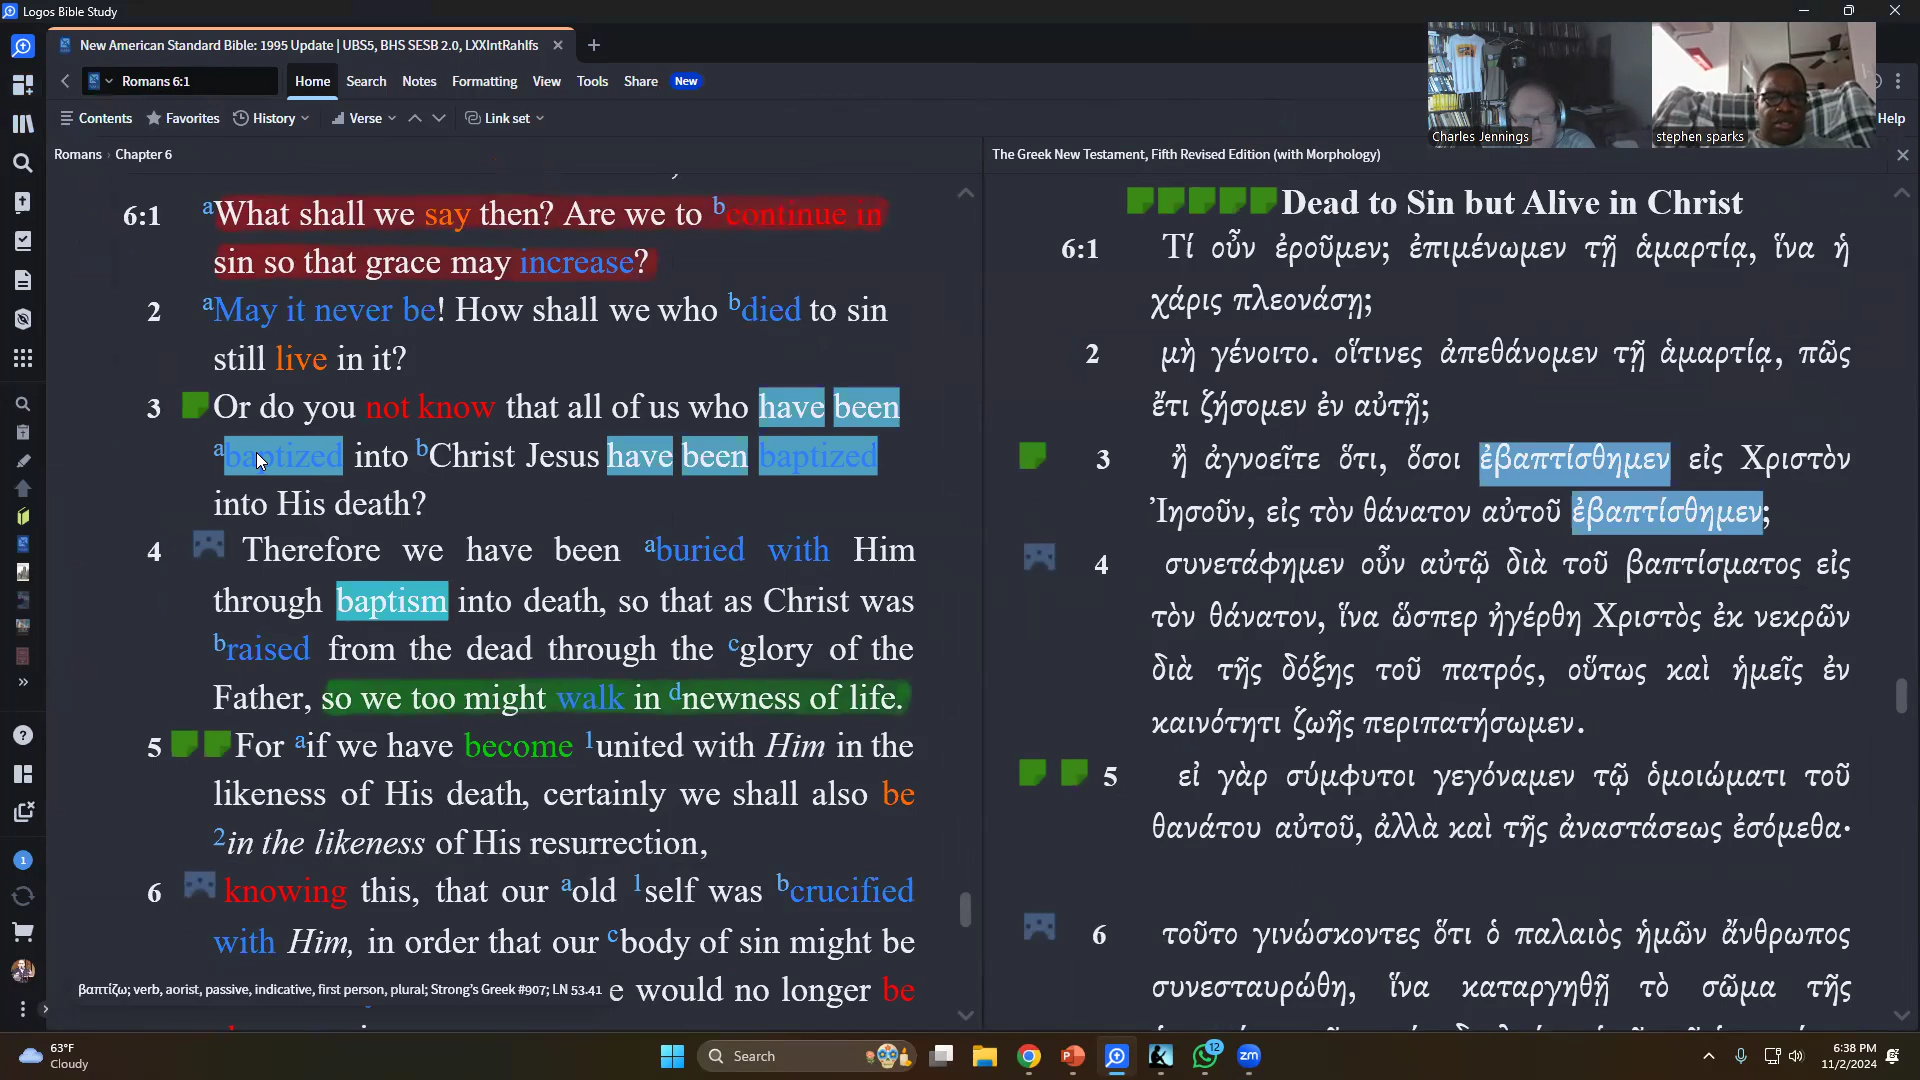 Logos Bible Study
New American Standard Bible: 1995 Update | UBS5, BHS SESB 2.0, LXXIntRahlfs
Romans 6:1
Home Search Notes Formatting View Tools Share New
Contents Favorites History Verse Link set
Help
Charles Jennings
stephen sparks
Romans › Chapter 6
6:1 aWhat shall we say then? Are we to bcontinue in
sin so that grace may increase?
2 aMay it never be! How shall we who bdied to sin
still live in it?
3 Or do you not know that all of us who have been
abaptized into bChrist Jesus have been baptized
into His death?
4 Therefore we have been aburied with Him
through baptism into death, so that as Christ was
braised from the dead through the cglory of the
Father, so we too might walk in dnewness of life.
5 For aif we have become 1united with Him in the
likeness of His death, certainly we shall also be
2in the likeness of His resurrection,
6 knowing this, that our aold 1self was bcrucified
with Him, in order that our cbody of sin might be
e would no longer be
βαπτίζω; verb, aorist, passive, indicative, first person, plural; Strong's Greek #907; LN 53.41
The Greek New Testament, Fifth Revised Edition (with Morphology)
Dead to Sin but Alive in Christ
6:1 Τί οὖν ἐροῦμεν; ἐπιμένωμεν τῇ ἁμαρτίᾳ, ἵνα ἡ
χάρις πλεονάσῃ;
2 μὴ γένοιτο. οἵτινες ἀπεθάνομεν τῇ ἁμαρτίᾳ, πῶς
ἔτι ζήσομεν ἐν αὐτῇ;
3 ἢ ἀγνοεῖτε ὅτι, ὅσοι ἐβαπτίσθημεν εἰς Χριστὸν
Ἰησοῦν, εἰς τὸν θάνατον αὐτοῦ ἐβαπτίσθημεν;
4 συνετάφημεν οὖν αὐτῷ διὰ τοῦ βαπτίσματος εἰς
τὸν θάνατον, ἵνα ὥσπερ ἠγέρθη Χριστὸς ἐκ νεκρῶν
διὰ τῆς δόξης τοῦ πατρός, οὕτως καὶ ἡμεῖς ἐν
καινότητι ζωῆς περιπατήσωμεν.
5 εἰ γὰρ σύμφυτοι γεγόναμεν τῷ ὁμοιώματι τοῦ
θανάτου αὐτοῦ, ἀλλὰ καὶ τῆς ἀναστάσεως ἐσόμεθα·
6 τοῦτο γινώσκοντες ὅτι ὁ παλαιὸς ἡμῶν ἄνθρωπος
συνεσταυρώθη, ἵνα καταργηθῇ τὸ σῶμα τῆς
1
63°F
Cloudy
Search
12
zm
6:38 PM
11/2/2024